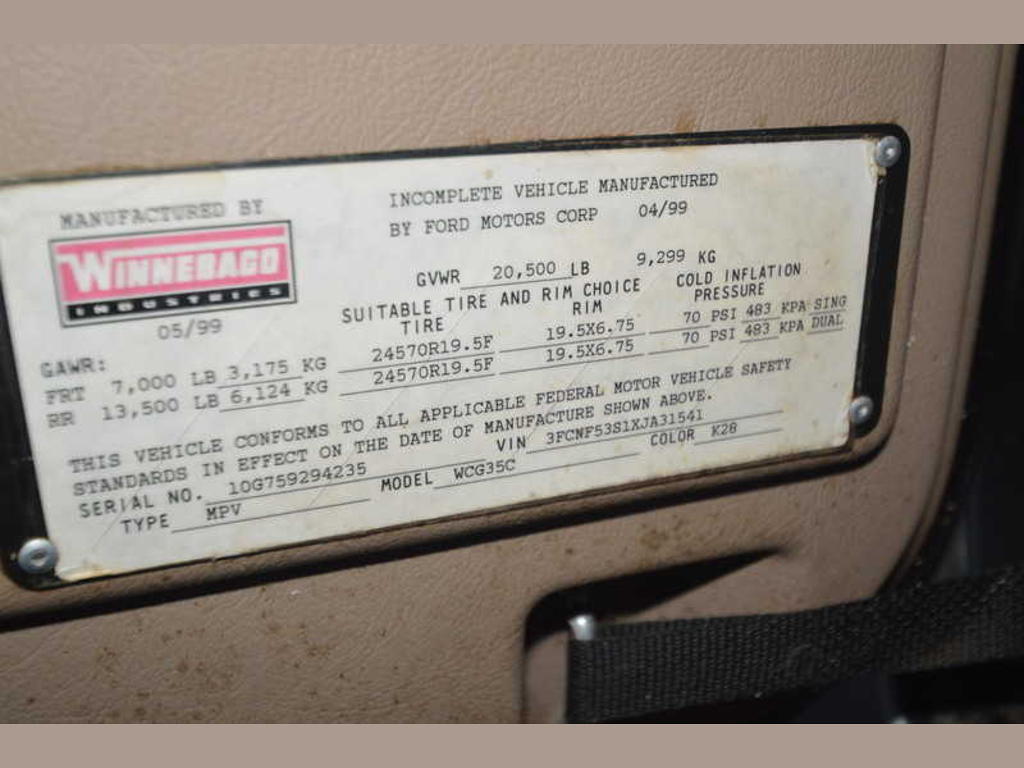 MANUFACTURED BY
WINNEBAGO
INDUSTRIES
05/99
INCOMPLETE VEHICLE MANUFACTURED
BY FORD MOTORS CORP 04/99
GVWR 20,500 LB 9,299 KG
SUITABLE TIRE AND RIM CHOICE COLD INFLATION
TIRE RIM PRESSURE
GAWR:
FRT 7,000 LB 3,175 KG 24570R19.5F 19.5X6.75 70 PSI 483 KPA SING
RR 13,500 LB 6,124 KG 24570R19.5F 19.5X6.75 70 PSI 483 KPA DUAL
THIS VEHICLE CONFORMS TO ALL APPLICABLE FEDERAL MOTOR VEHICLE SAFETY
STANDARDS IN EFFECT ON THE DATE OF MANUFACTURE SHOWN ABOVE.
SERIAL NO. 10G759294235 VIN 3FCNF53S1XJA31541
TYPE MPV MODEL WCG35C COLOR K28